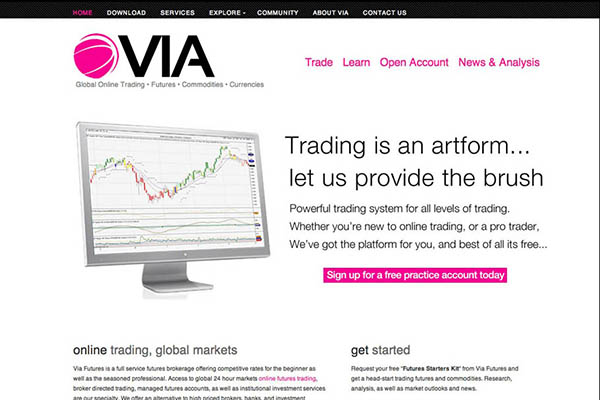 HOME DOWNLOAD SERVICES EXPLORE COMMUNITY ABOUT VIA CONTACT US
VIA
Global Online Trading • Futures • Commodities • Currencies
Trade Learn Open Account News & Analysis
Trading is an artform...
let us provide the brush
Powerful trading system for all levels of trading.
Whether you're new to online trading, or a pro trader,
We've got the platform for you, and best of all its free...
Sign up for a free practice account today
online trading, global markets
Via Futures is a full service futures brokerage offering competitive rates for the beginner as
well as the seasoned professional. Access to global 24 hour markets online futures trading,
broker directed trading, managed futures accounts, as well as institutional investment services
are our specialty. We offer an alternative to high priced brokers, banks, and investment
get started
Request your free "Futures Starters Kit" from Via Futures and
get a head-start trading futures and commodities. Research,
analysis, as well as market outlooks and news.